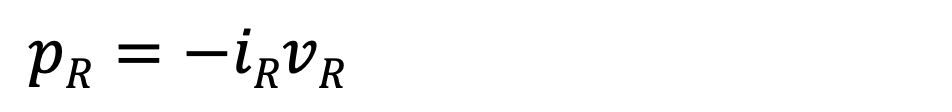 p_R = −i_R v_R